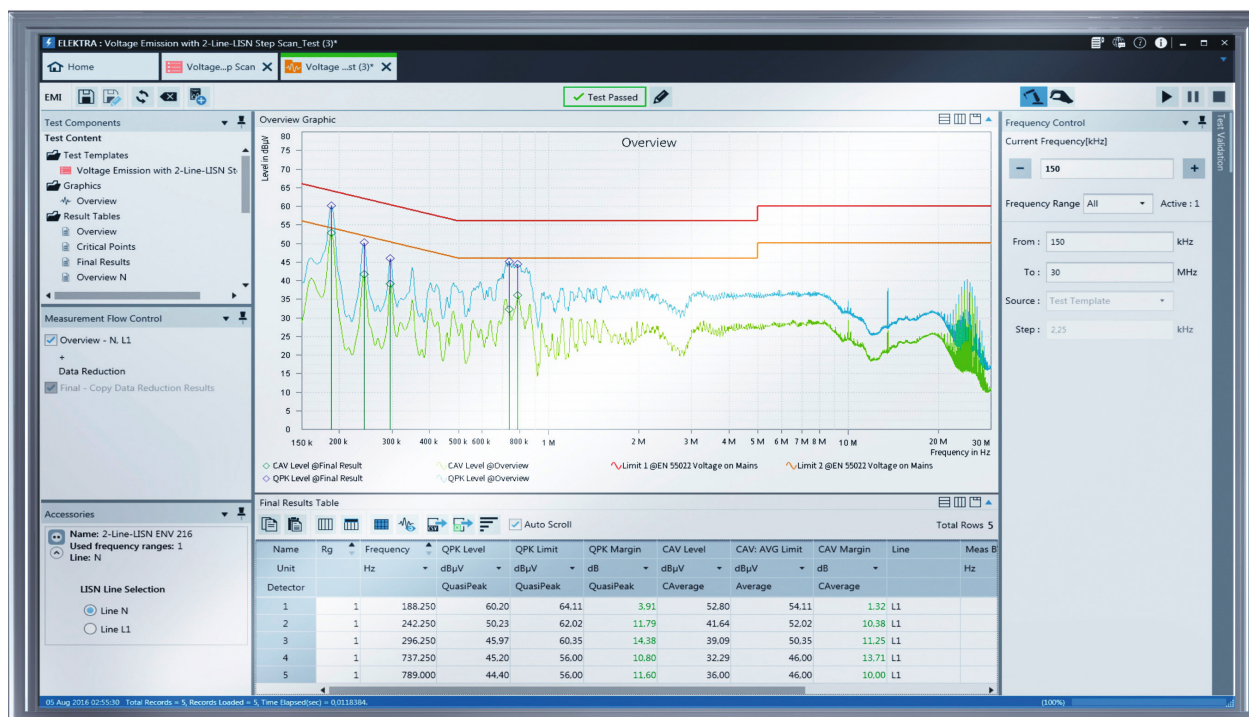 ELEKTRA : Voltage Emission with 2-Line-LISN Step Scan_Test (3)*
Home
Voltage...p Scan
Voltage ...st (3)*
EMI
Test Passed
Test Components
Test Content
Test Templates
Voltage Emission with 2-Line-LISN St
Graphics
Overview
Result Tables
Overview
Critical Points
Final Results
Overview N
Measurement Flow Control
Overview - N, L1
+
Data Reduction
Final - Copy Data Reduction Results
Accessories
Name: 2-Line-LISN ENV 216
Used frequency ranges: 1
Line: N
LISN Line Selection
Line N
Line L1
Overview Graphic
Overview
Level in dBµV
80
75
70
65
60
55
50
45
40
35
30
25
20
15
10
5
0
150 k 200 k 300 k 400 k 500 k 600 k 800 k 1 M 2 M 3 M 4 M 5 M 6 M 7 M 8 M 10 M 20 M 30 M
Frequency in Hz
CAV Level @Final Result CAV Level @Overview Limit 1 @EN 55022 Voltage on Mains Limit 2 @EN 55022 Voltage on Mains
QPK Level @Final Result QPK Level @Overview
Final Results Table
CSV
Auto Scroll
Total Rows 5
Name Rg Frequency QPK Level QPK Limit QPK Margin CAV Level CAV: AVG Limit CAV Margin Line Meas B
Unit Hz dBµV dBµV dB dBµV dBµV dB Hz
Detector QuasiPeak QuasiPeak QuasiPeak CAverage Average CAverage
1 1 188.250 60.20 64.11 3.91 52.80 54,11 1.32 L1
2 1 242.250 50.23 62.02 11.79 41.64 52.02 10.38 L1
3 1 296.250 45.97 60.35 14.38 39.09 50,35 11.25 L1
4 1 737.250 45.20 56.00 10.80 32.29 46.00 13.71 L1
5 1 789.000 44.40 56.00 11.60 36.00 46.00 10.00 L1
Frequency Control
Current Frequency[kHz]
− 150 +
Frequency Range All Active : 1
From : 150 kHz
To : 30 MHz
Source : Test Template
Step : 2.25 kHz
Test Validation
05 Aug 2016 02:55:30 Total Records = 5, Records Loaded = 5, Time Elapsed(sec) = 0,0118384.
(100%)